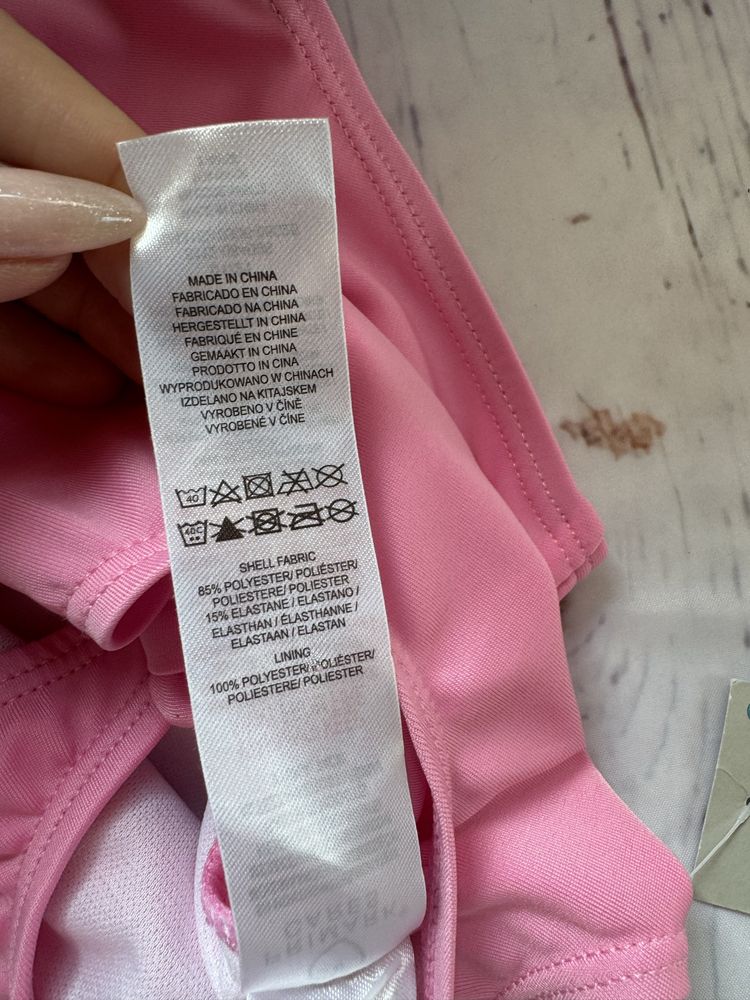 MADE IN CHINA
FABRICADO EN CHINA
FABRICADO NA CHINA
HERGESTELLT IN CHINA
FABRIQUÉ EN CHINE
GEMAAKT IN CHINA
PRODOTTO IN CINA
WYPRODUKOWANO W CHINACH
IZDELANO NA KITAJSKEM
VYROBENO V ČÍNĚ
VYROBENÉ V ČINE
40
40C
SHELL FABRIC
85% POLYESTER/ POLIÉSTER/
POLIESTERE/ POLIESTER
15% ELASTANE / ELASTANO /
ELASTHAN / ÉLASTHANNE /
ELASTAAN / ELASTAN
LINING
100% POLYESTER/ POLIÉSTER/
POLIESTERE/ POLIESTER